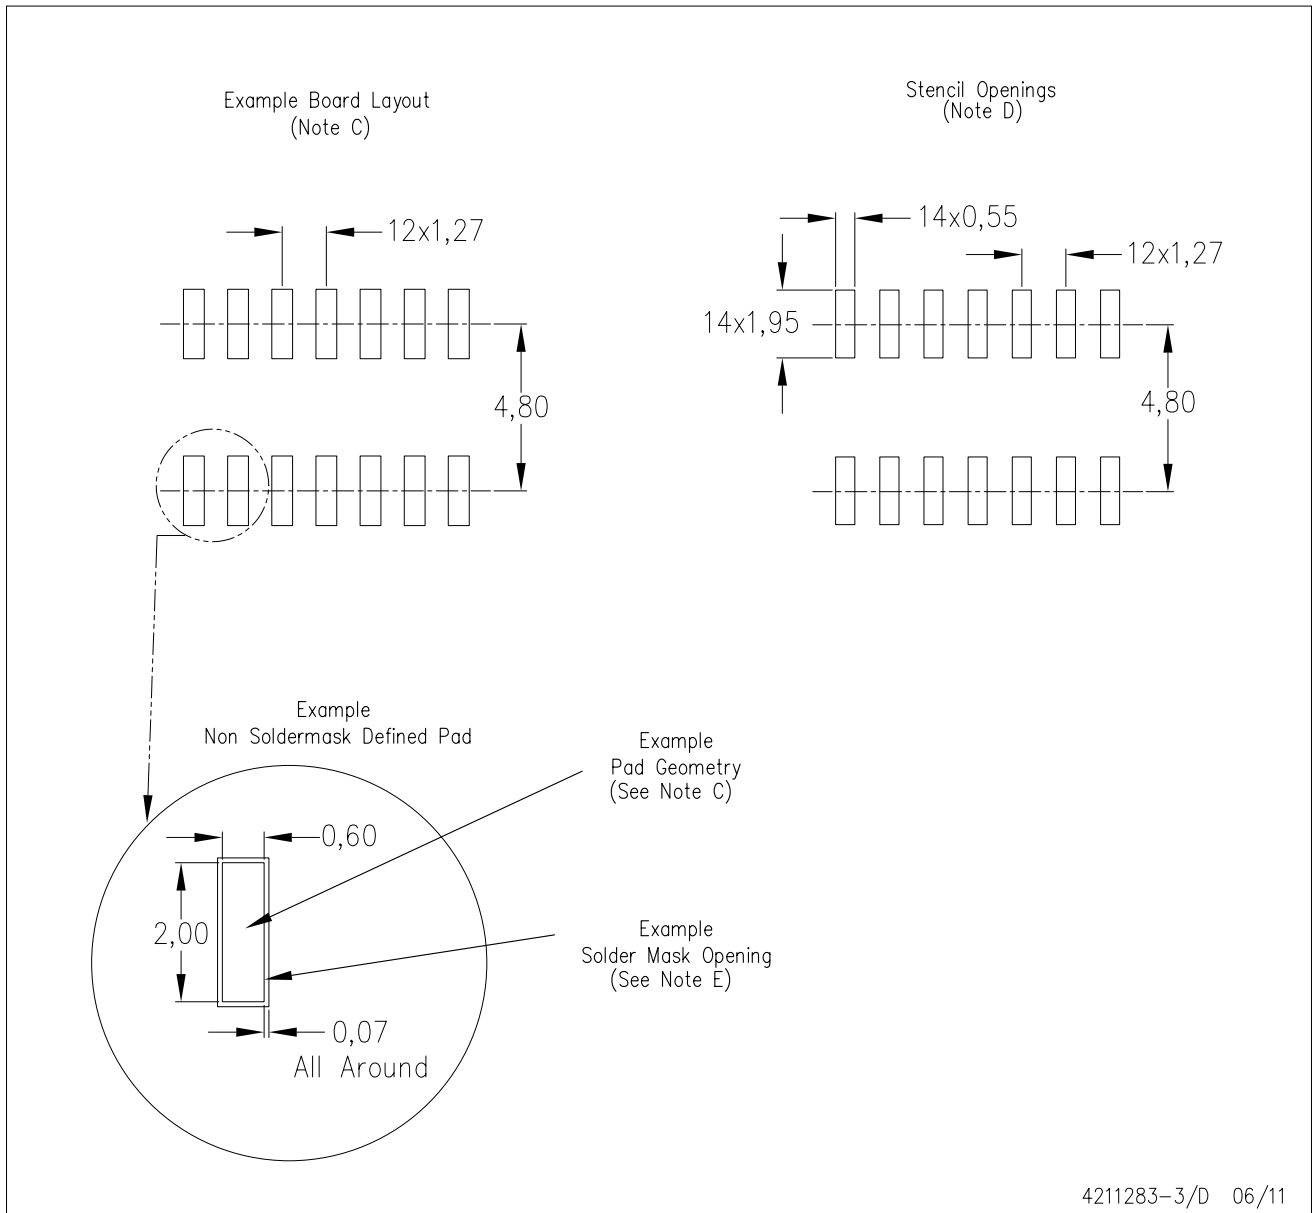 Example Board Layout
(Note C)
Stencil Openings
(Note D)
12x1,27
4,80
14x0,55
12x1,27
14x1,95
4,80
Example
Non Soldermask Defined Pad
Example
Pad Geometry
(See Note C)
0,60
2,00
Example
Solder Mask Opening
(See Note E)
0,07
All Around
4211283-3/D 06/11